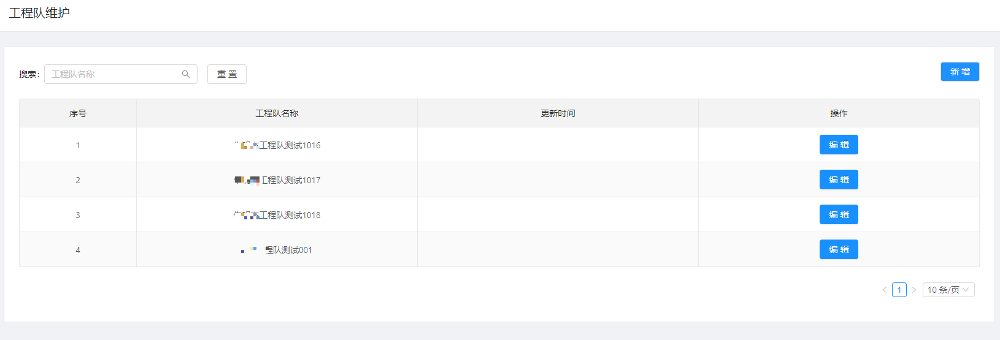 工程队维护
搜索: 工程队名称 重 置 新 增
序号 工程队名称 更新时间 操作
1 工程队测试1016 编 辑
2 工程队测试1017 编 辑
3 工程队测试1018 编 辑
4 程队测试001 编 辑
1 10 条/页